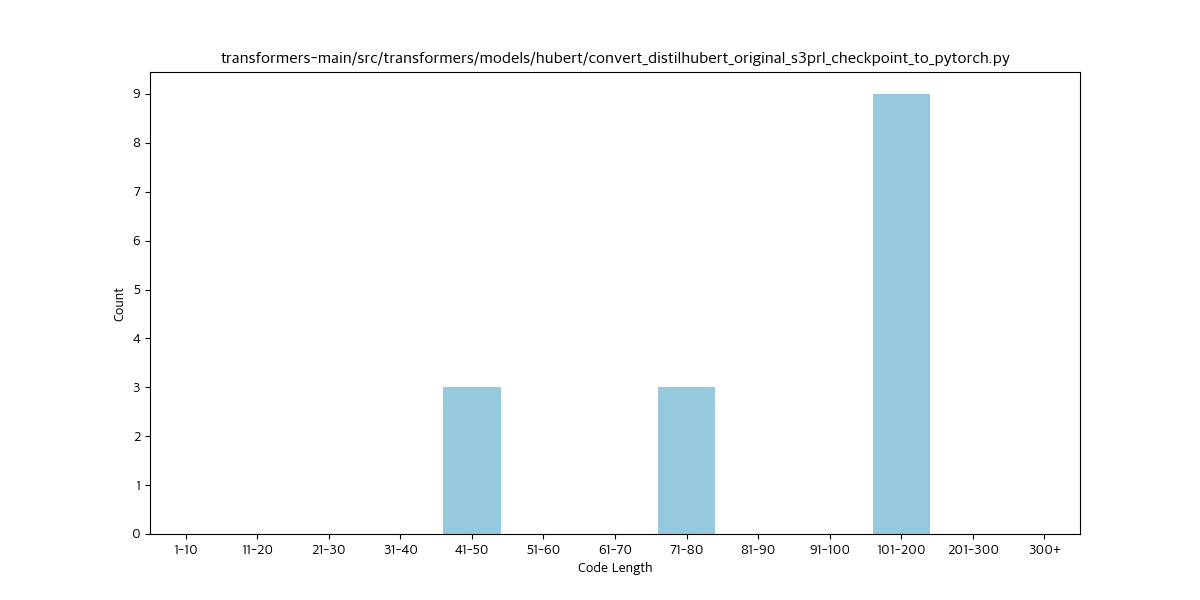 transformers-main/src/transformers/models/hubert/convert_distilhubert_original_s3prl_checkpoint_to_pytorch.py
9
8
7
6
5
4
3
2
1
0
Count
1-10 11-20 21-30 31-40 41-50 51-60 61-70 71-80 81-90 91-100 101-200 201-300 300+
Code Length